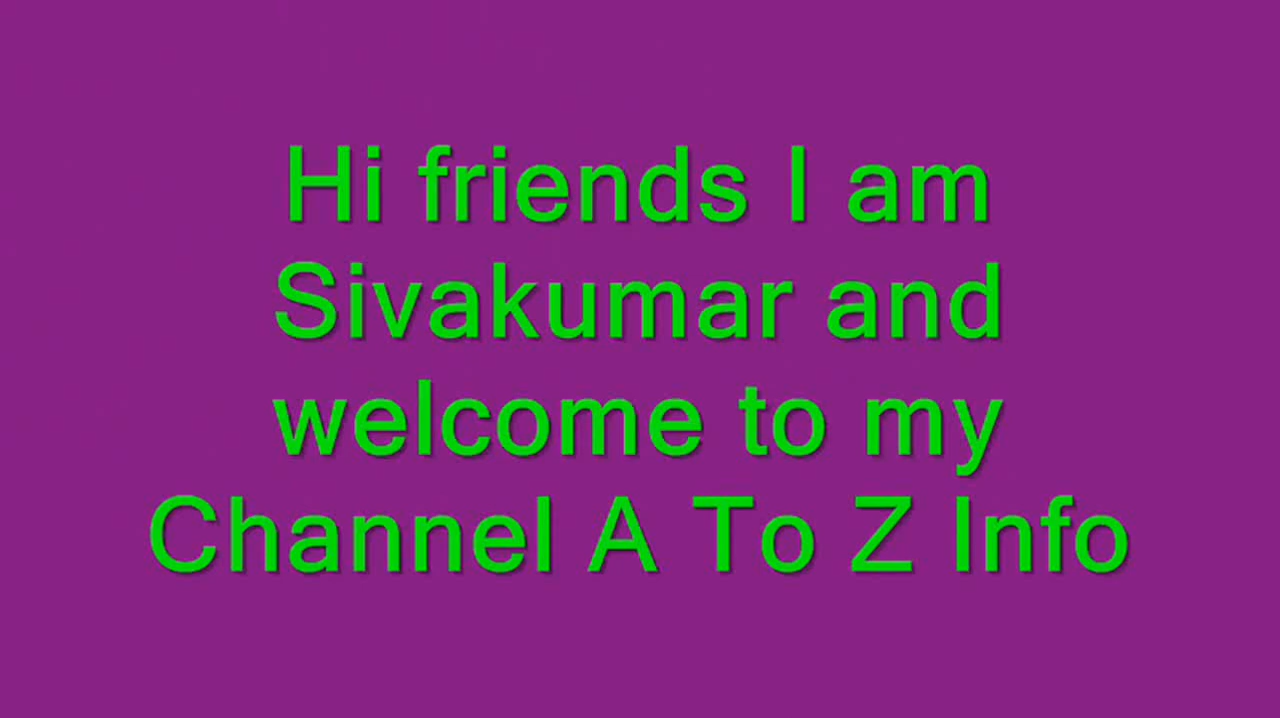 Hi friends I am
Sivakumar and
welcome to my
Channel A To Z Info